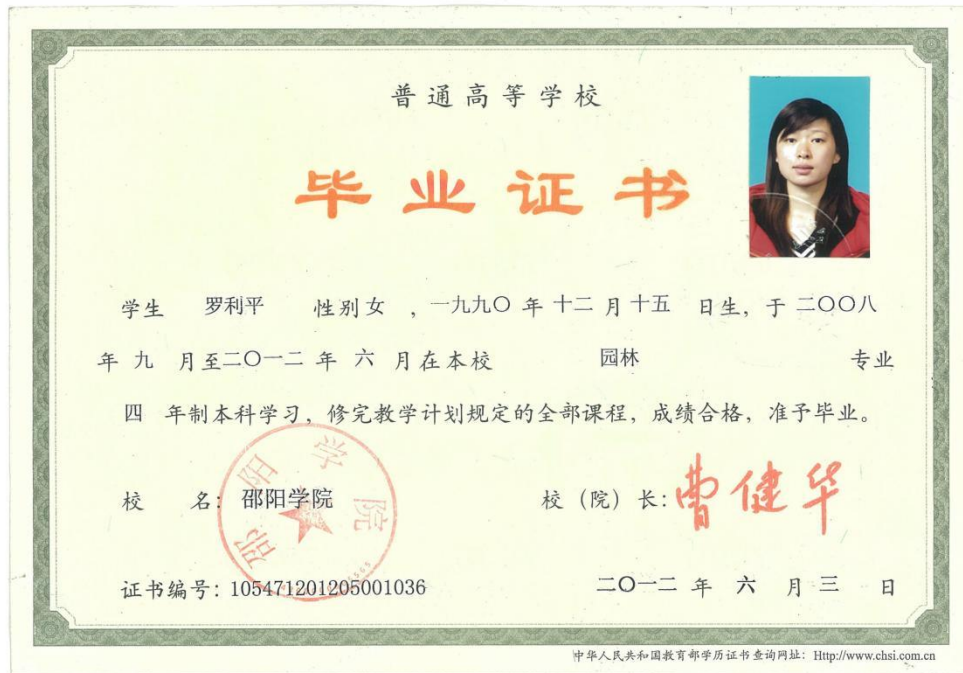 普通高等学校
毕业证书
学生 罗利平 性别女，一九九〇年十二月十五日生，于二〇〇八
年九月至二〇一二年六月在本校 园林 专业
四年制本科学习，修完教学计划规定的全部课程，成绩合格，准予毕业。
邵阳学院
校 名：邵阳学院 校（院）长：曹健华
证书编号：105471201205001036 二〇一二年六月三日
中华人民共和国教育部学历证书查询网址：Http://www.chsi.com.cn